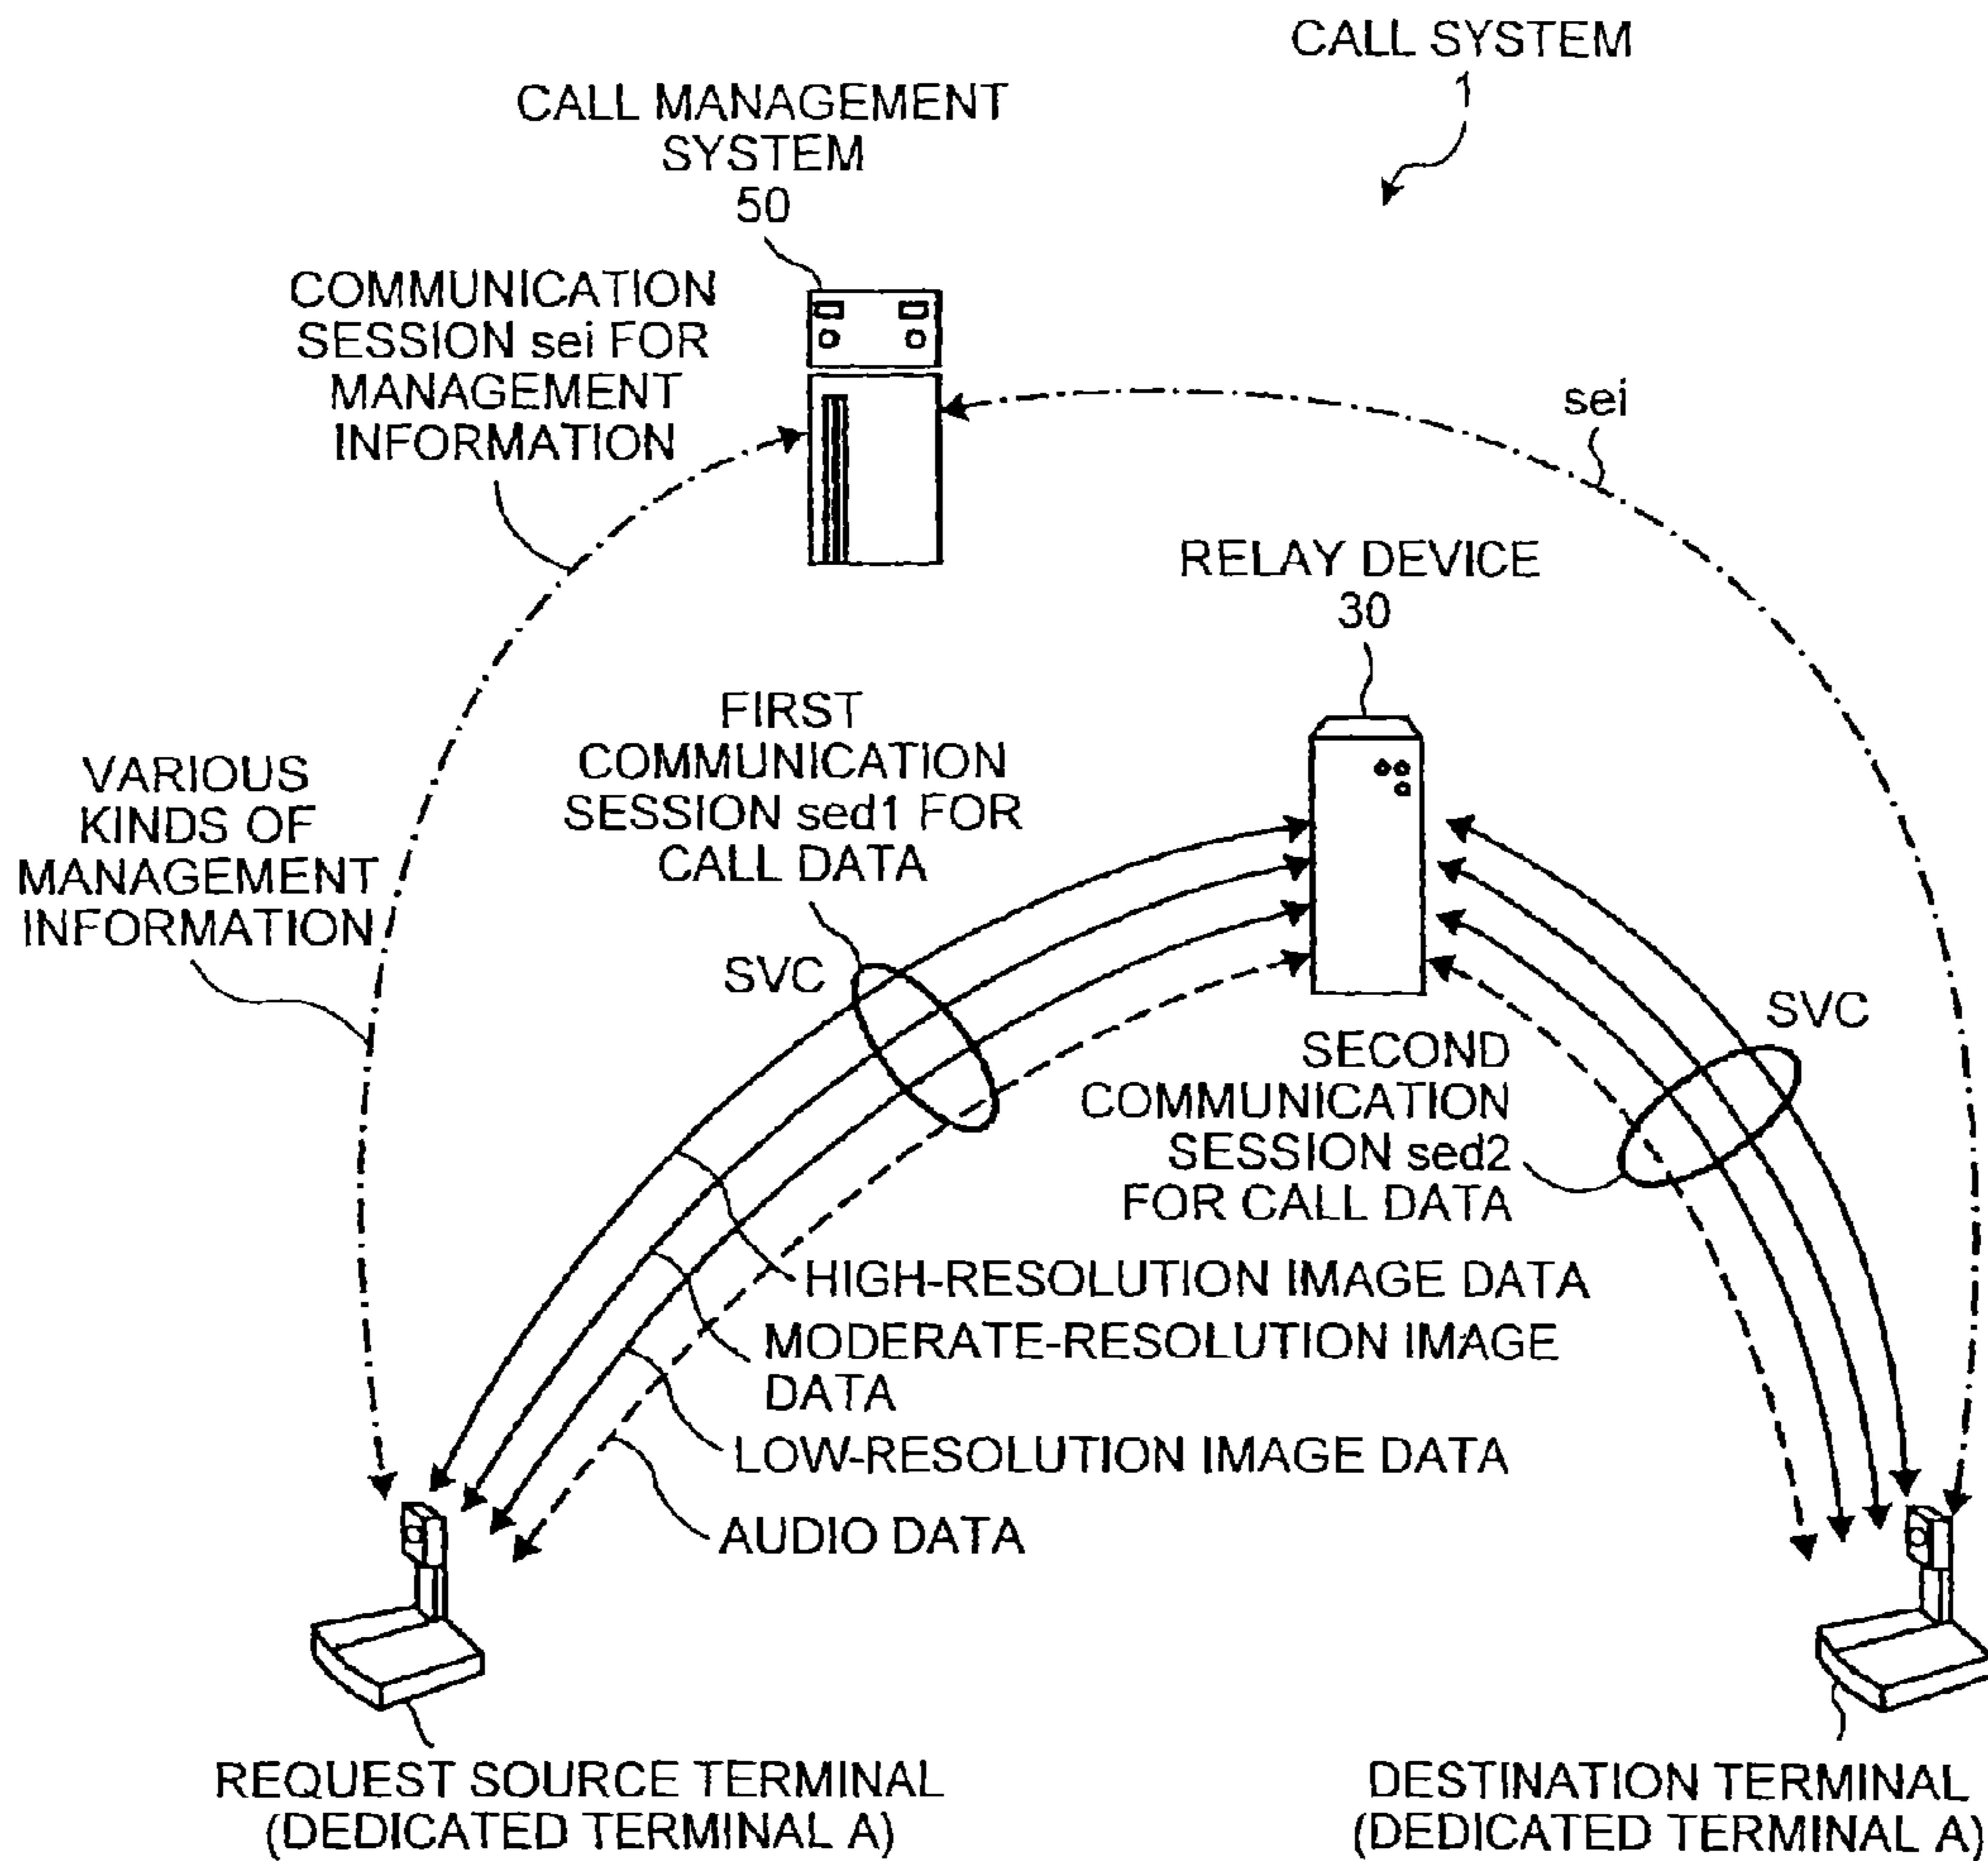 CALL SYSTEM
1
CALL MANAGEMENT
SYSTEM
50
COMMUNICATION
SESSION sei FOR
MANAGEMENT
INFORMATION
sei
RELAY DEVICE
30
FIRST
COMMUNICATION
SESSION sed1 FOR
CALL DATA
VARIOUS
KINDS OF
MANAGEMENT
INFORMATION
SVC
SVC
SECOND
COMMUNICATION
SESSION sed2
FOR CALL DATA
HIGH-RESOLUTION IMAGE DATA
MODERATE-RESOLUTION IMAGE
DATA
LOW-RESOLUTION IMAGE DATA
AUDIO DATA
REQUEST SOURCE TERMINAL
(DEDICATED TERMINAL A)
DESTINATION TERMINAL
(DEDICATED TERMINAL A)